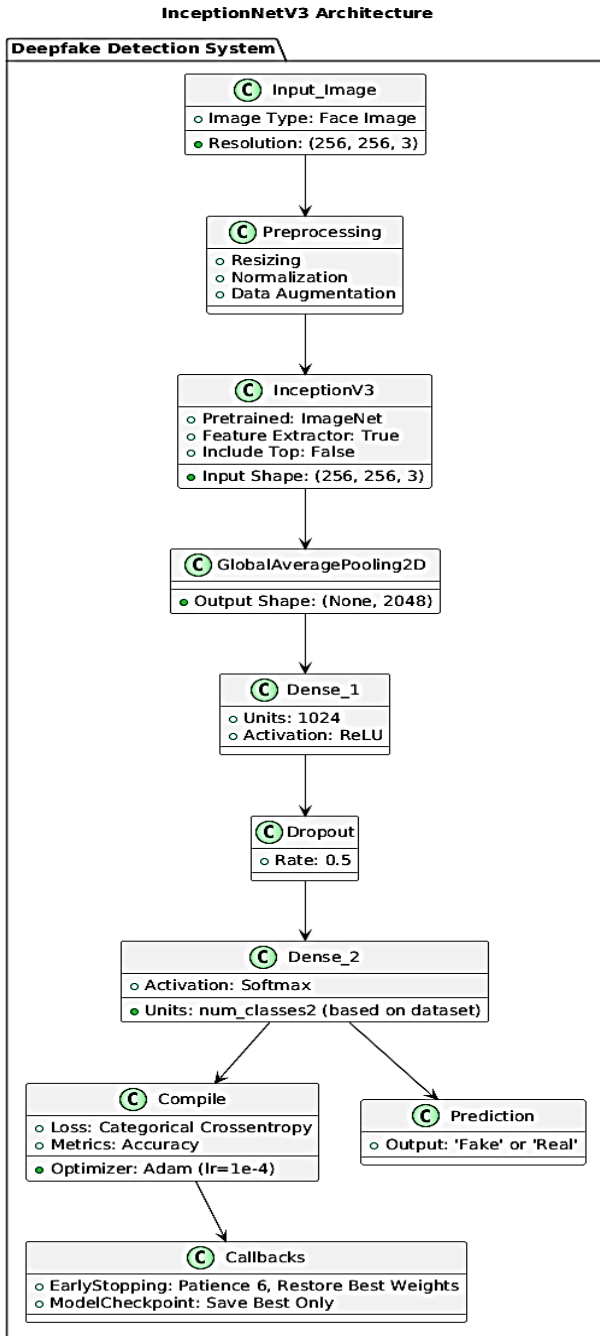 InceptionNetV3 Architecture
Deepfake Detection System
C Input_Image
Image Type: Face Image
Resolution: (256, 256, 3)
C Preprocessing
Resizing
Normalization
Data Augmentation
C InceptionV3
Pretrained: ImageNet
Feature Extractor: True
Include Top: False
Input Shape: (256, 256, 3)
C GlobalAveragePooling2D
Output Shape: (None, 2048)
C Dense_1
Units: 1024
Activation: ReLU
C Dropout
Rate: 0.5
C Dense_2
Activation: Softmax
Units: num_classes2 (based on dataset)
C Compile
Loss: Categorical Crossentropy
Metrics: Accuracy
Optimizer: Adam (lr=1e-4)
C Prediction
Output: 'Fake' or 'Real'
C Callbacks
EarlyStopping: Patience 6, Restore Best Weights
ModelCheckpoint: Save Best Only